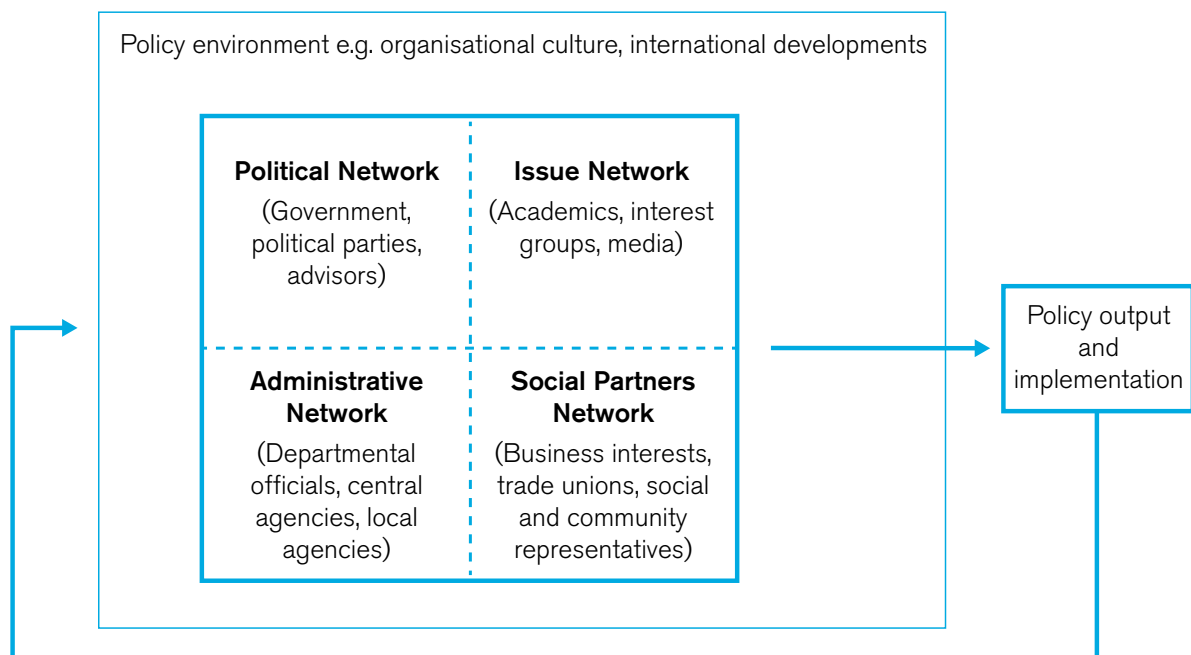 Policy environment e.g. organisational culture, international developments
Political Network
(Government,
political parties,
advisors)
Issue Network
(Academics, interest
groups, media)
Administrative
Network
(Departmental
officials, central
agencies, local
agencies)
Social Partners
Network
(Business interests,
trade unions, social
and community
representatives)
Policy output
and
implementation